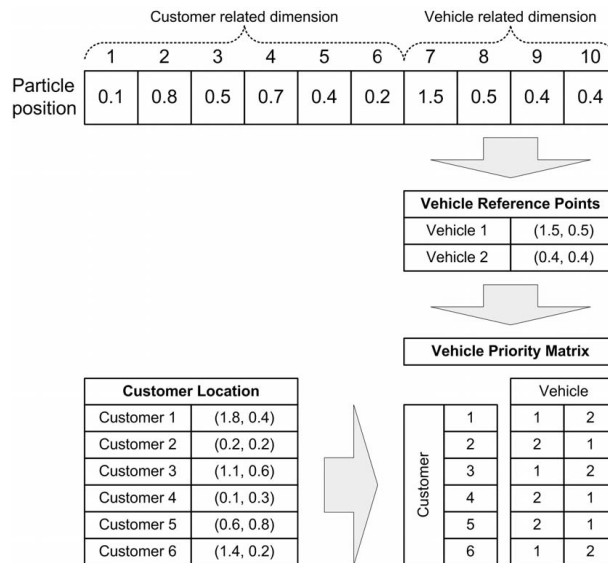 Customer related dimension Vehicle related dimension
1 2 3 4 5 6 7 8 9 10
Particle position 0.1 0.8 0.5 0.7 0.4 0.2 1.5 0.5 0.4 0.4
Vehicle Reference Points
Vehicle 1 (1.5, 0.5)
Vehicle 2 (0.4, 0.4)
Vehicle Priority Matrix
Customer Location Vehicle
Customer 1 (1.8, 0.4) Customer 1 1 2
Customer 2 (0.2, 0.2) 2 2 1
Customer 3 (1.1, 0.6) 3 1 2
Customer 4 (0.1, 0.3) 4 2 1
Customer 5 (0.6, 0.8) 5 2 1
Customer 6 (1.4, 0.2) 6 1 2